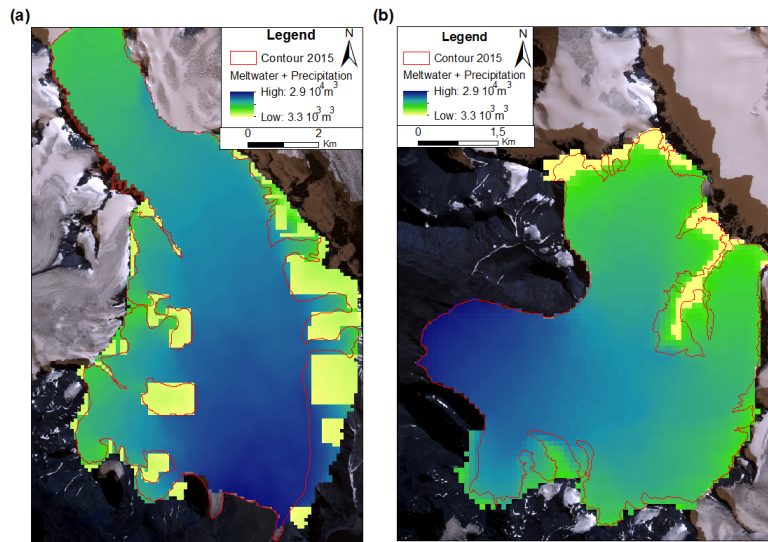 (a)
Legend
N
Contour 2015
Meltwater + Precipitation
High: 2.9 10⁴m³
Low: 3.3 10³m³
0 2
Km
(b)
Legend
N
Contour 2015
Meltwater + Precipitation
High: 2.9 10⁴m³
Low: 3.3 10³m³
0 1,5
Km